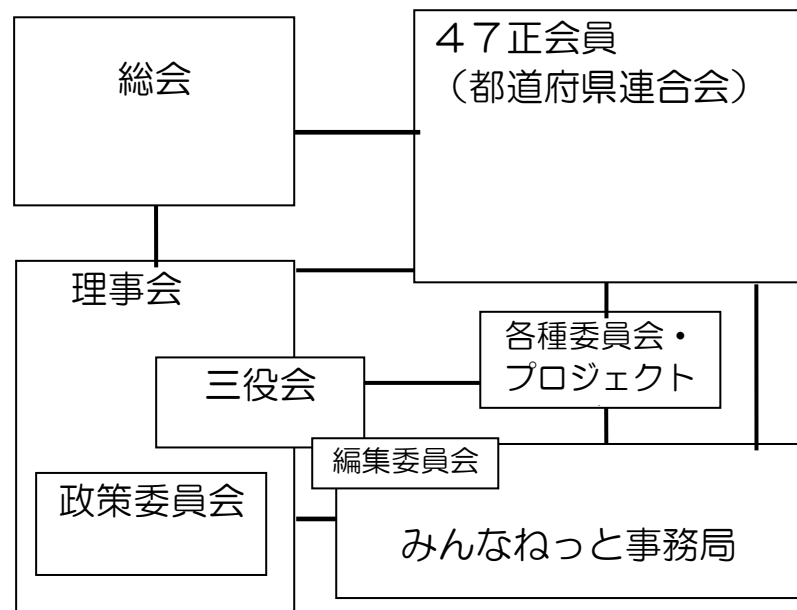 総会
47正会員
（都道府県連合会）
理事会
各種委員会・
プロジェクト
三役会
編集委員会
政策委員会
みんなねっと事務局